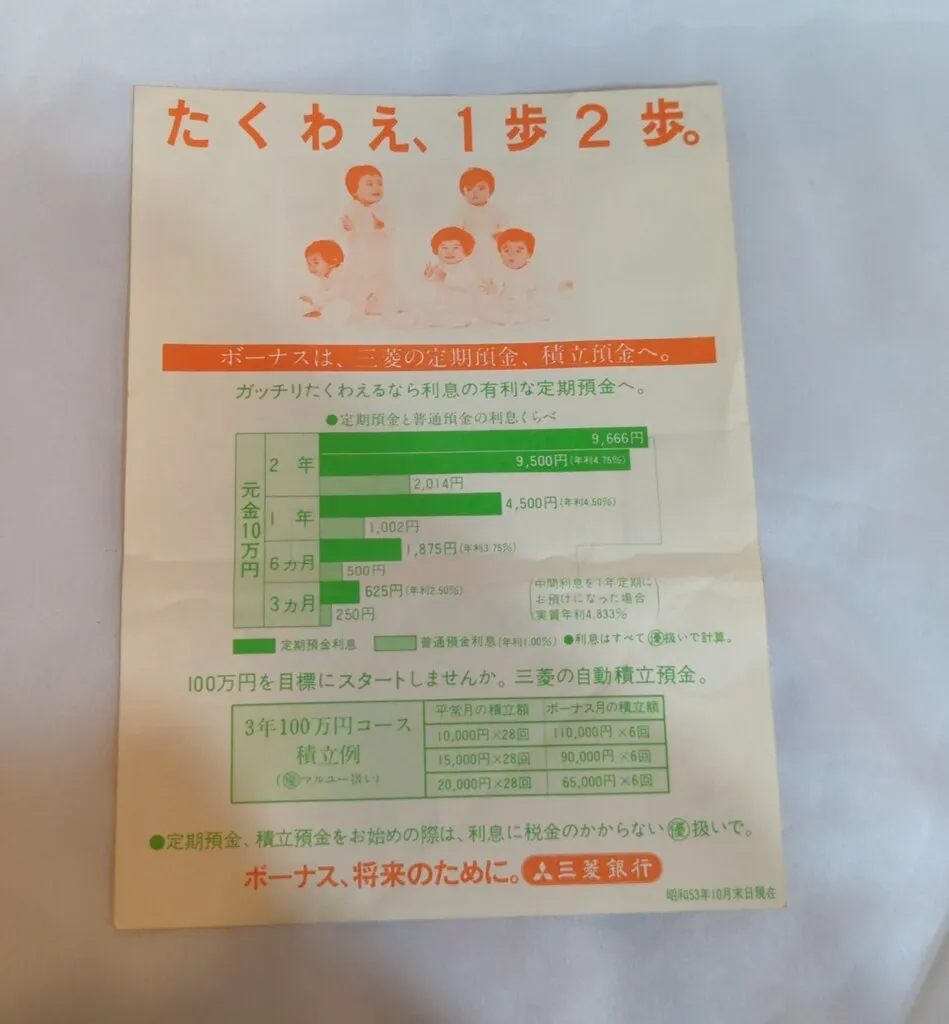 たくわえ、1歩2歩。
ボーナスは、三菱の定期預金、積立預金へ。
ガッチリたくわえるなら利息の有利な定期預金へ。
●定期預金と普通預金の利息くらべ
元金10万円
2年
9,666円
9,500円(年利4.75%)
2,014円
1年
4,500円(年利4.50%)
1,002円
6カ月
1,875円(年利3.75%)
500円
3カ月
625円(年利2.50%)
250円
(中間利息を1年定期に
お預けになった場合
実質年利4.833%)
定期預金利息 普通預金利息(年利1.00%) ●利息はすべて㊝扱いで計算。
100万円を目標にスタートしませんか。三菱の自動積立預金。
3年100万円コース
積立例
(㊝マルユー扱い)
平常月の積立額 ボーナス月の積立額
10,000円×28回 110,000円×6回
15,000円×28回 90,000円×6回
20,000円×28回 65,000円×6回
●定期預金、積立預金をお始めの際は、利息に税金のかからない㊝扱いで。
ボーナス、将来のために。三菱銀行
昭和53年10月末日現在